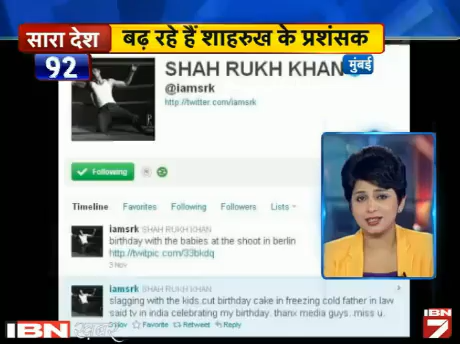 सारा देश
बढ़ रहे हैं शाहरुख के प्रशंसक
92
मुंबई
SHAH RUKH KHAN
@iamsrk
http://twitter.com/iamsrk
Following
Timeline Favorites Following Followers Lists
iamsrk SHAH RUKH KHAN
birthday with the babies at the shoot in berlin
http://twitpic.com/33bkdq
3 Nov
iamsrk SHAH RUKH KHAN
slagging with the kids.cut birthday cake in freezing cold father in law
said tv in india celebrating my birthday. thanx media guys. miss u.
Nov Favorite Retweet Reply
IBN
खबर
IBN
7